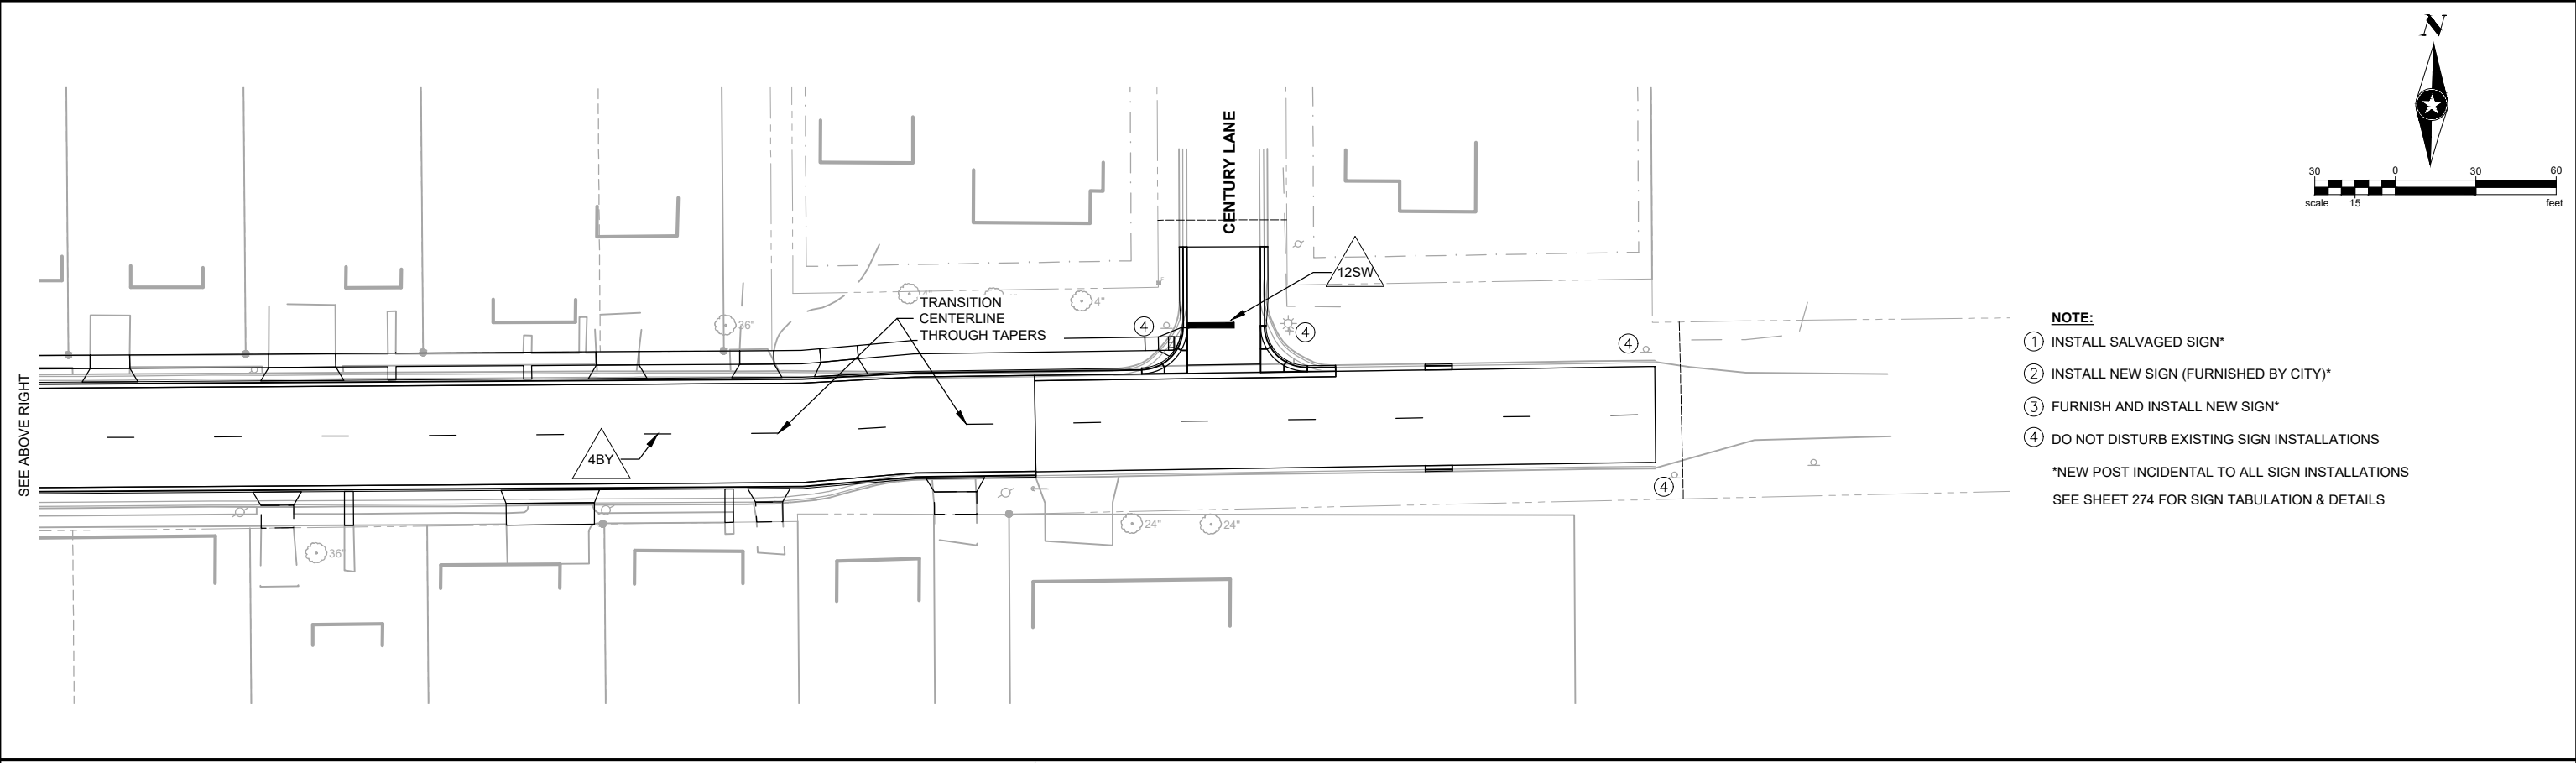 N
30 0 30 60
scale 15 feet
CENTURY LANE
12SW
4"
TRANSITION
CENTERLINE
THROUGH TAPERS
4
4"
4
36"
4
SEE ABOVE RIGHT
4BY
4
24"
24"
36"
NOTE:
1 INSTALL SALVAGED SIGN*
2 INSTALL NEW SIGN (FURNISHED BY CITY)*
3 FURNISH AND INSTALL NEW SIGN*
4 DO NOT DISTURB EXISTING SIGN INSTALLATIONS
*NEW POST INCIDENTAL TO ALL SIGN INSTALLATIONS
SEE SHEET 274 FOR SIGN TABULATION & DETAILS